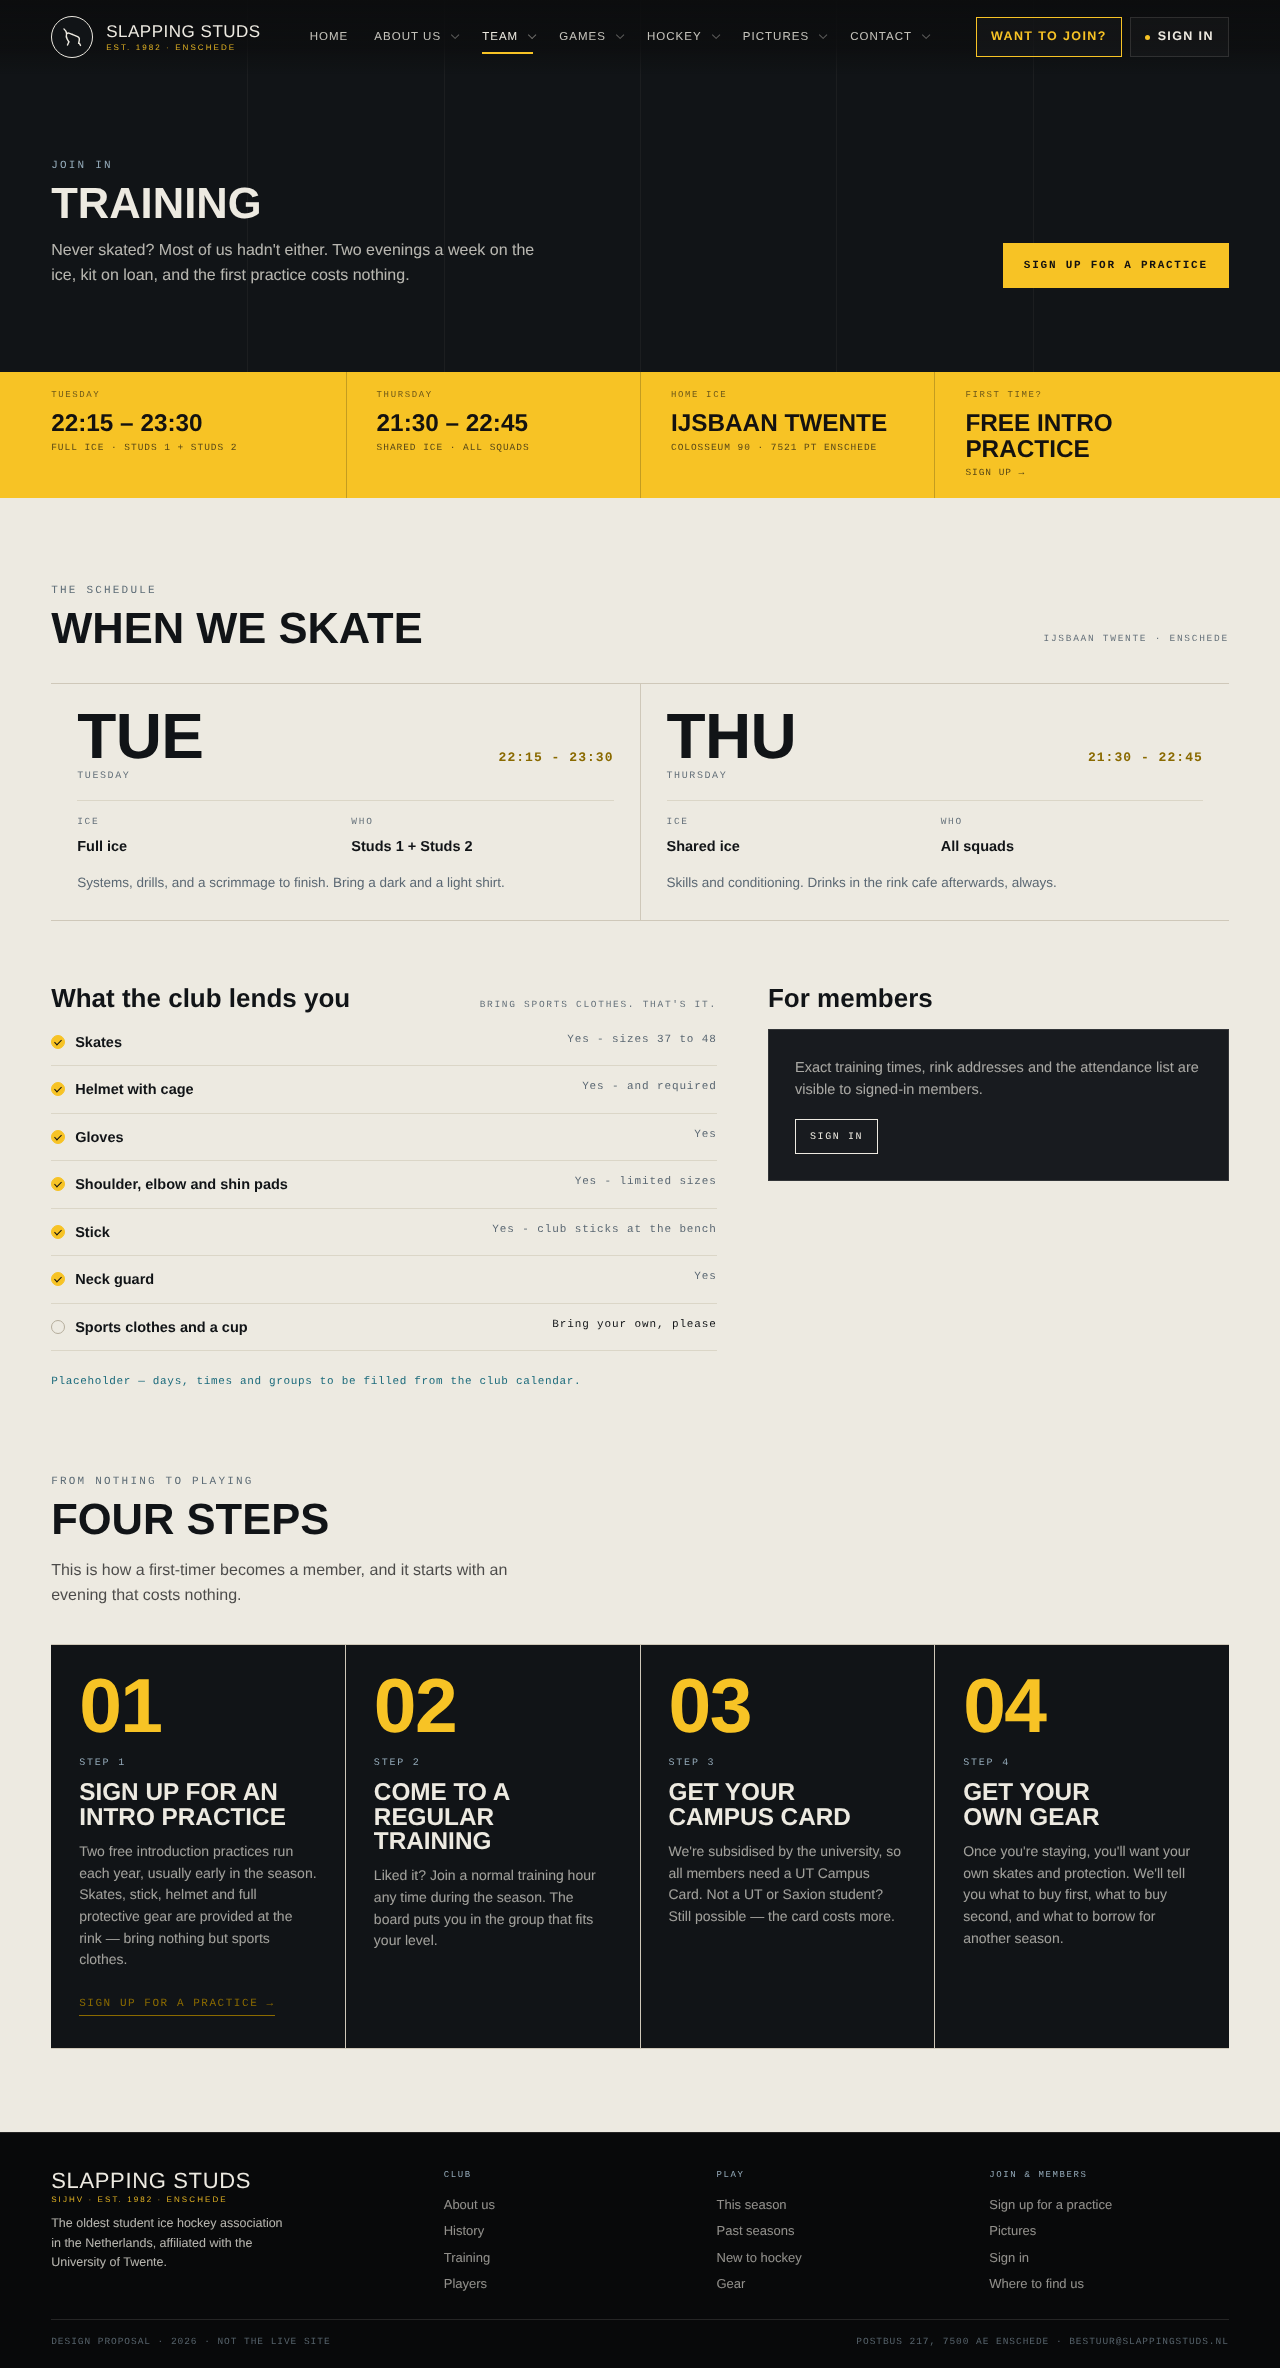 SLAPPING STUDS
EST. 1982 · ENSCHEDE
HOME
ABOUT US
TEAM
GAMES
HOCKEY
PICTURES
CONTACT
WANT TO JOIN?
SIGN IN
JOIN IN
TRAINING
Never skated? Most of us hadn't either. Two evenings a week on the
ice, kit on loan, and the first practice costs nothing.
SIGN UP FOR A PRACTICE
TUESDAY
22:15 – 23:30
FULL ICE · STUDS 1 + STUDS 2
THURSDAY
21:30 – 22:45
SHARED ICE · ALL SQUADS
HOME ICE
IJSBAAN TWENTE
COLOSSEUM 90 · 7521 PT ENSCHEDE
FIRST TIME?
FREE INTRO
PRACTICE
SIGN UP →
THE SCHEDULE
WHEN WE SKATE
IJSBAAN TWENTE · ENSCHEDE
TUE
22:15 - 23:30
TUESDAY
ICE
WHO
Full ice
Studs 1 + Studs 2
Systems, drills, and a scrimmage to finish. Bring a dark and a light shirt.
THU
21:30 - 22:45
THURSDAY
ICE
WHO
Shared ice
All squads
Skills and conditioning. Drinks in the rink cafe afterwards, always.
What the club lends you
BRING SPORTS CLOTHES. THAT'S IT.
Skates
Yes - sizes 37 to 48
Helmet with cage
Yes - and required
Gloves
Yes
Shoulder, elbow and shin pads
Yes - limited sizes
Stick
Yes - club sticks at the bench
Neck guard
Yes
Sports clothes and a cup
Bring your own, please
Placeholder — days, times and groups to be filled from the club calendar.
For members
Exact training times, rink addresses and the attendance list are
visible to signed-in members.
SIGN IN
FROM NOTHING TO PLAYING
FOUR STEPS
This is how a first-timer becomes a member, and it starts with an
evening that costs nothing.
01
STEP 1
SIGN UP FOR AN
INTRO PRACTICE
Two free introduction practices run
each year, usually early in the season.
Skates, stick, helmet and full
protective gear are provided at the
rink — bring nothing but sports
clothes.
SIGN UP FOR A PRACTICE →
02
STEP 2
COME TO A
REGULAR
TRAINING
Liked it? Join a normal training hour
any time during the season. The
board puts you in the group that fits
your level.
03
STEP 3
GET YOUR
CAMPUS CARD
We're subsidised by the university, so
all members need a UT Campus
Card. Not a UT or Saxion student?
Still possible — the card costs more.
04
STEP 4
GET YOUR
OWN GEAR
Once you're staying, you'll want your
own skates and protection. We'll tell
you what to buy first, what to buy
second, and what to borrow for
another season.
SLAPPING STUDS
SIJHV · EST. 1982 · ENSCHEDE
The oldest student ice hockey association
in the Netherlands, affiliated with the
University of Twente.
CLUB
About us
History
Training
Players
PLAY
This season
Past seasons
New to hockey
Gear
JOIN & MEMBERS
Sign up for a practice
Pictures
Sign in
Where to find us
DESIGN PROPOSAL · 2026 · NOT THE LIVE SITE
POSTBUS 217, 7500 AE ENSCHEDE · BESTUUR@SLAPPINGSTUDS.NL